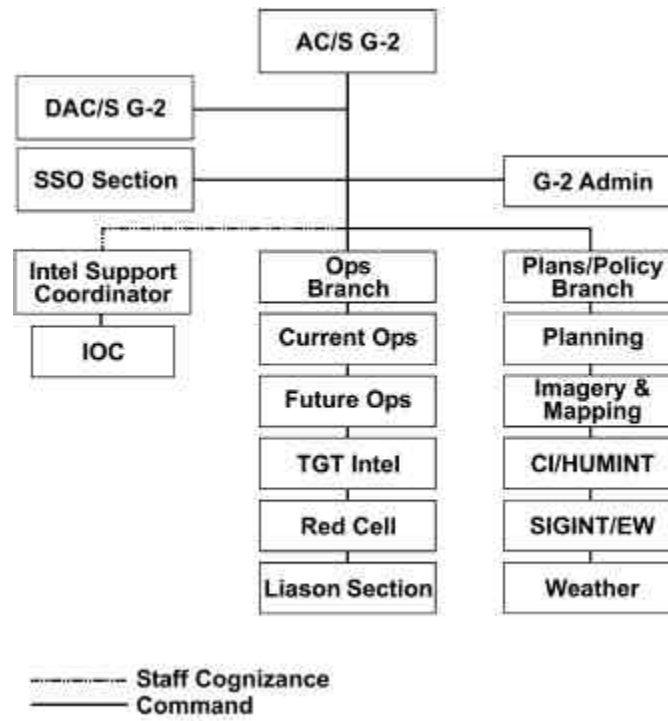 AC/S G-2
DAC/S G-2
SSO Section
G-2 Admin
Intel Support
Coordinator
IOC
Ops
Branch
Current Ops
Future Ops
TGT Intel
Red Cell
Liason Section
Plans/Policy
Branch
Planning
Imagery &
Mapping
CI/HUMINT
SIGINT/EW
Weather
Staff Cognizance
Command